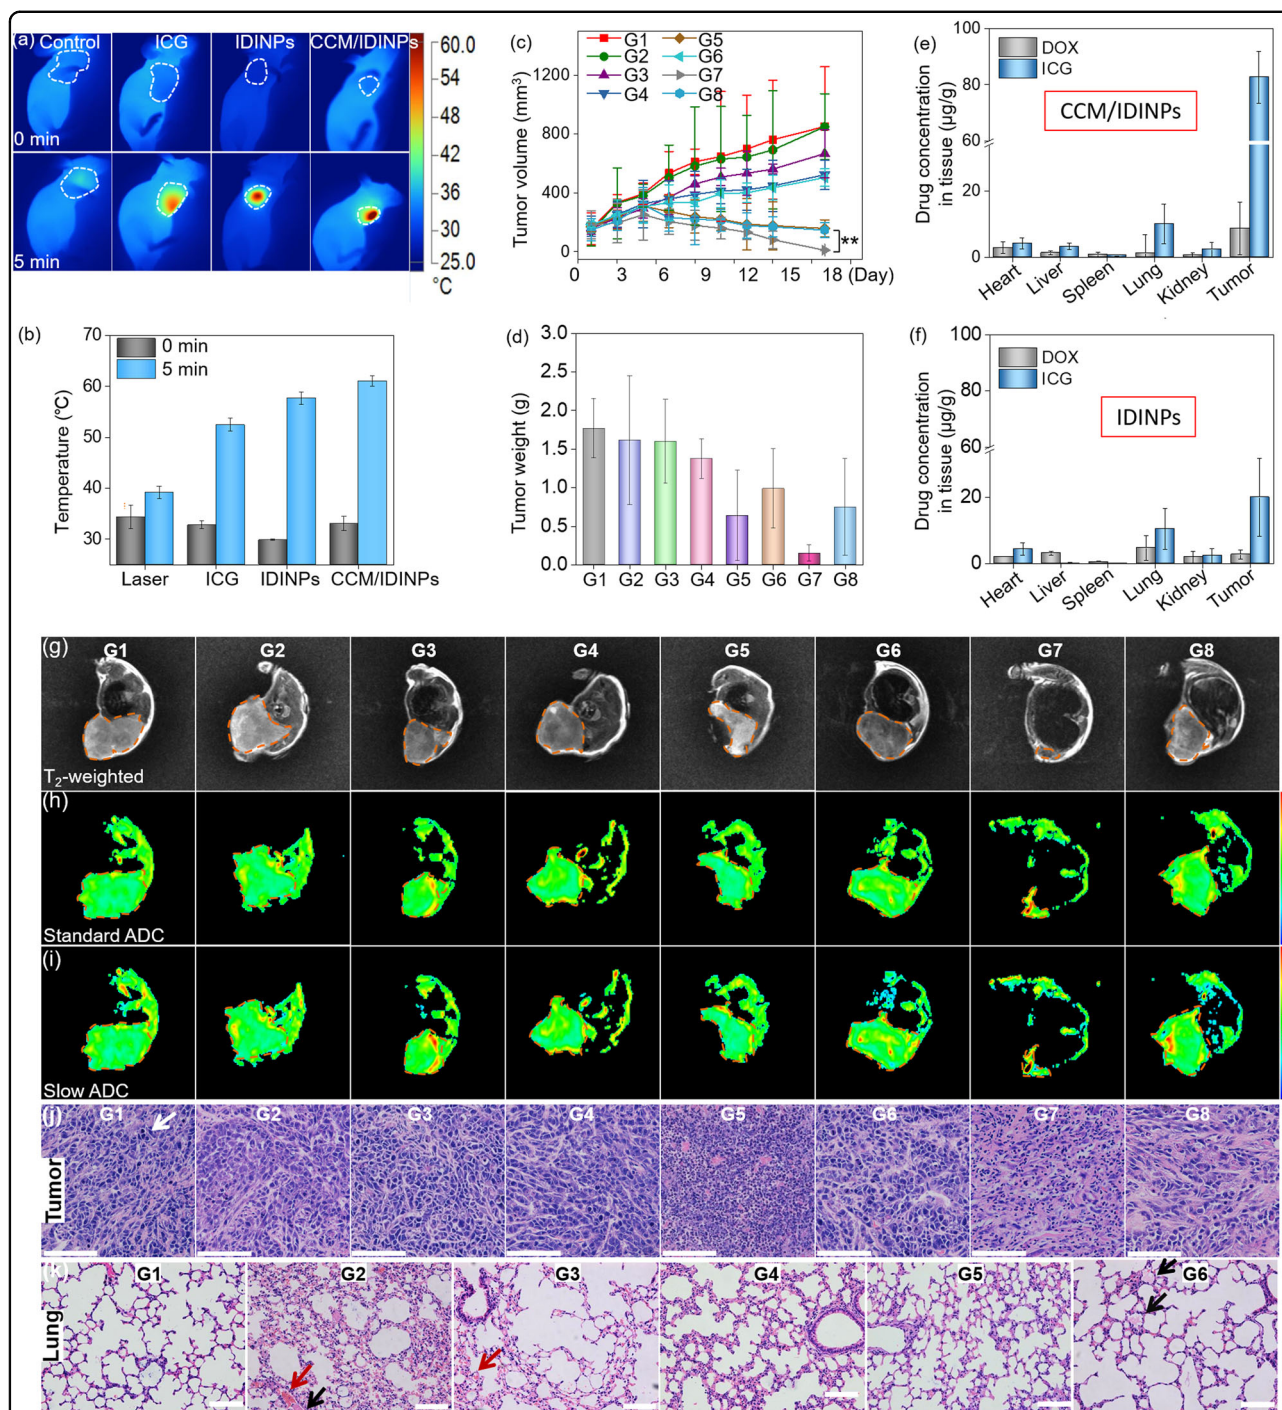 (a) Control ICG IDINPs CCM/IDINPs
0 min
5 min
60.0
54
48
42
36
30
25.0
°C
(b)
0 min
5 min
Temperature (°C)
70
60
50
40
30
Laser ICG IDINPs CCM/IDINPs
(c)
G1 G5
G2 G6
G3 G7
G4 G8
Tumor volume (mm³)
1200
800
400
0
0 3 6 9 12 15 18 (Day)
**
(d)
Tumor weight (g)
3.0
2.5
2.0
1.5
1.0
0.5
0.0
G1 G2 G3 G4 G5 G6 G7 G8
(e)
DOX
ICG
CCM/IDINPs
Drug concentration
in tissue (μg/g)
100
80
60
20
0
Heart Liver Spleen Lung Kidney Tumor
(f)
DOX
ICG
IDINPs
Drug concentration
in tissue (μg/g)
100
80
60
20
0
Heart Liver Spleen Lung Kidney Tumor
(g) G1 G2 G3 G4 G5 G6 G7 G8
T₂-weighted
(h)
Standard ADC
(i)
Slow ADC
(j) G1 G2 G3 G4 G5 G6 G7 G8
Tumor
(k) G1 G2 G3 G4 G5 G6
Lung